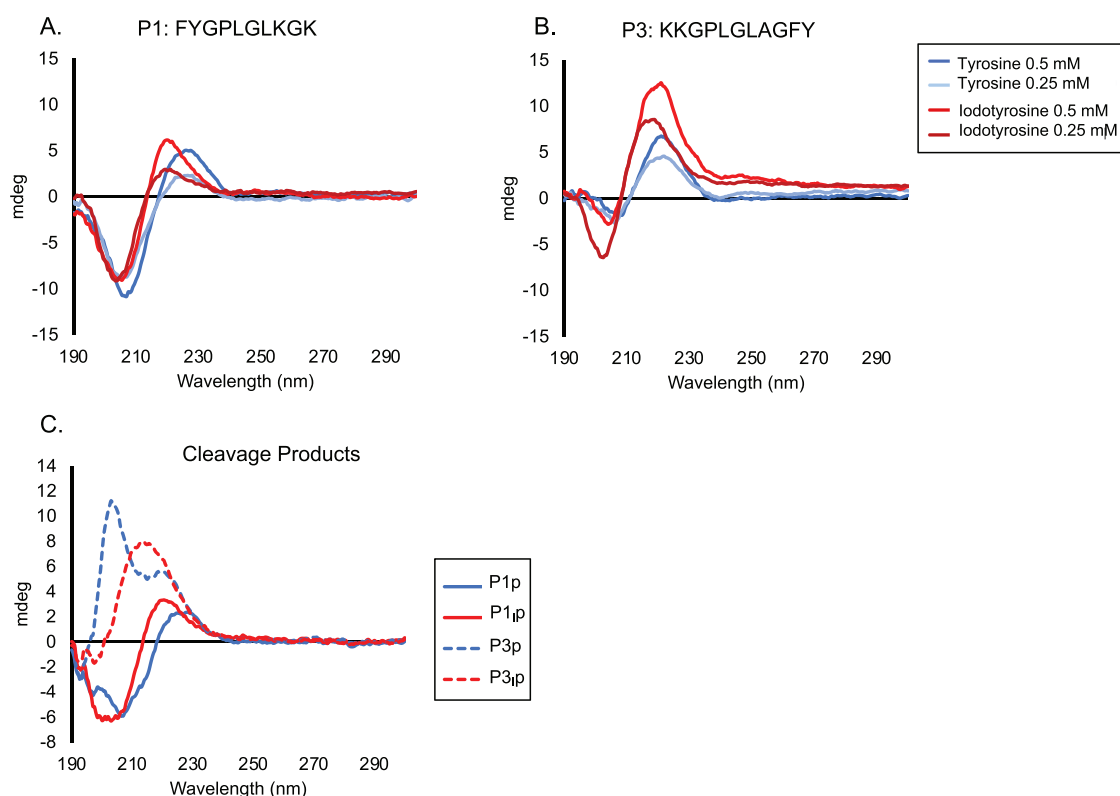 A.
P1: FYGPLGLKGK
15
10
5
0
-5
-10
-15
mdeg
190 210 230 250 270 290
Wavelength (nm)
B.
P3: KKGPLGLAGFY
15
10
5
0
-5
-10
-15
mdeg
190 210 230 250 270 290
Wavelength (nm)
Tyrosine 0.5 mM
Tyrosine 0.25 mM
Iodotyrosine 0.5 mM
Iodotyrosine 0.25 mM
C.
Cleavage Products
14
12
10
8
6
4
2
0
-2
-4
-6
-8
mdeg
190 210 230 250 270 290
Wavelength (nm)
P1p
P1ıp
P3p
P3ıp